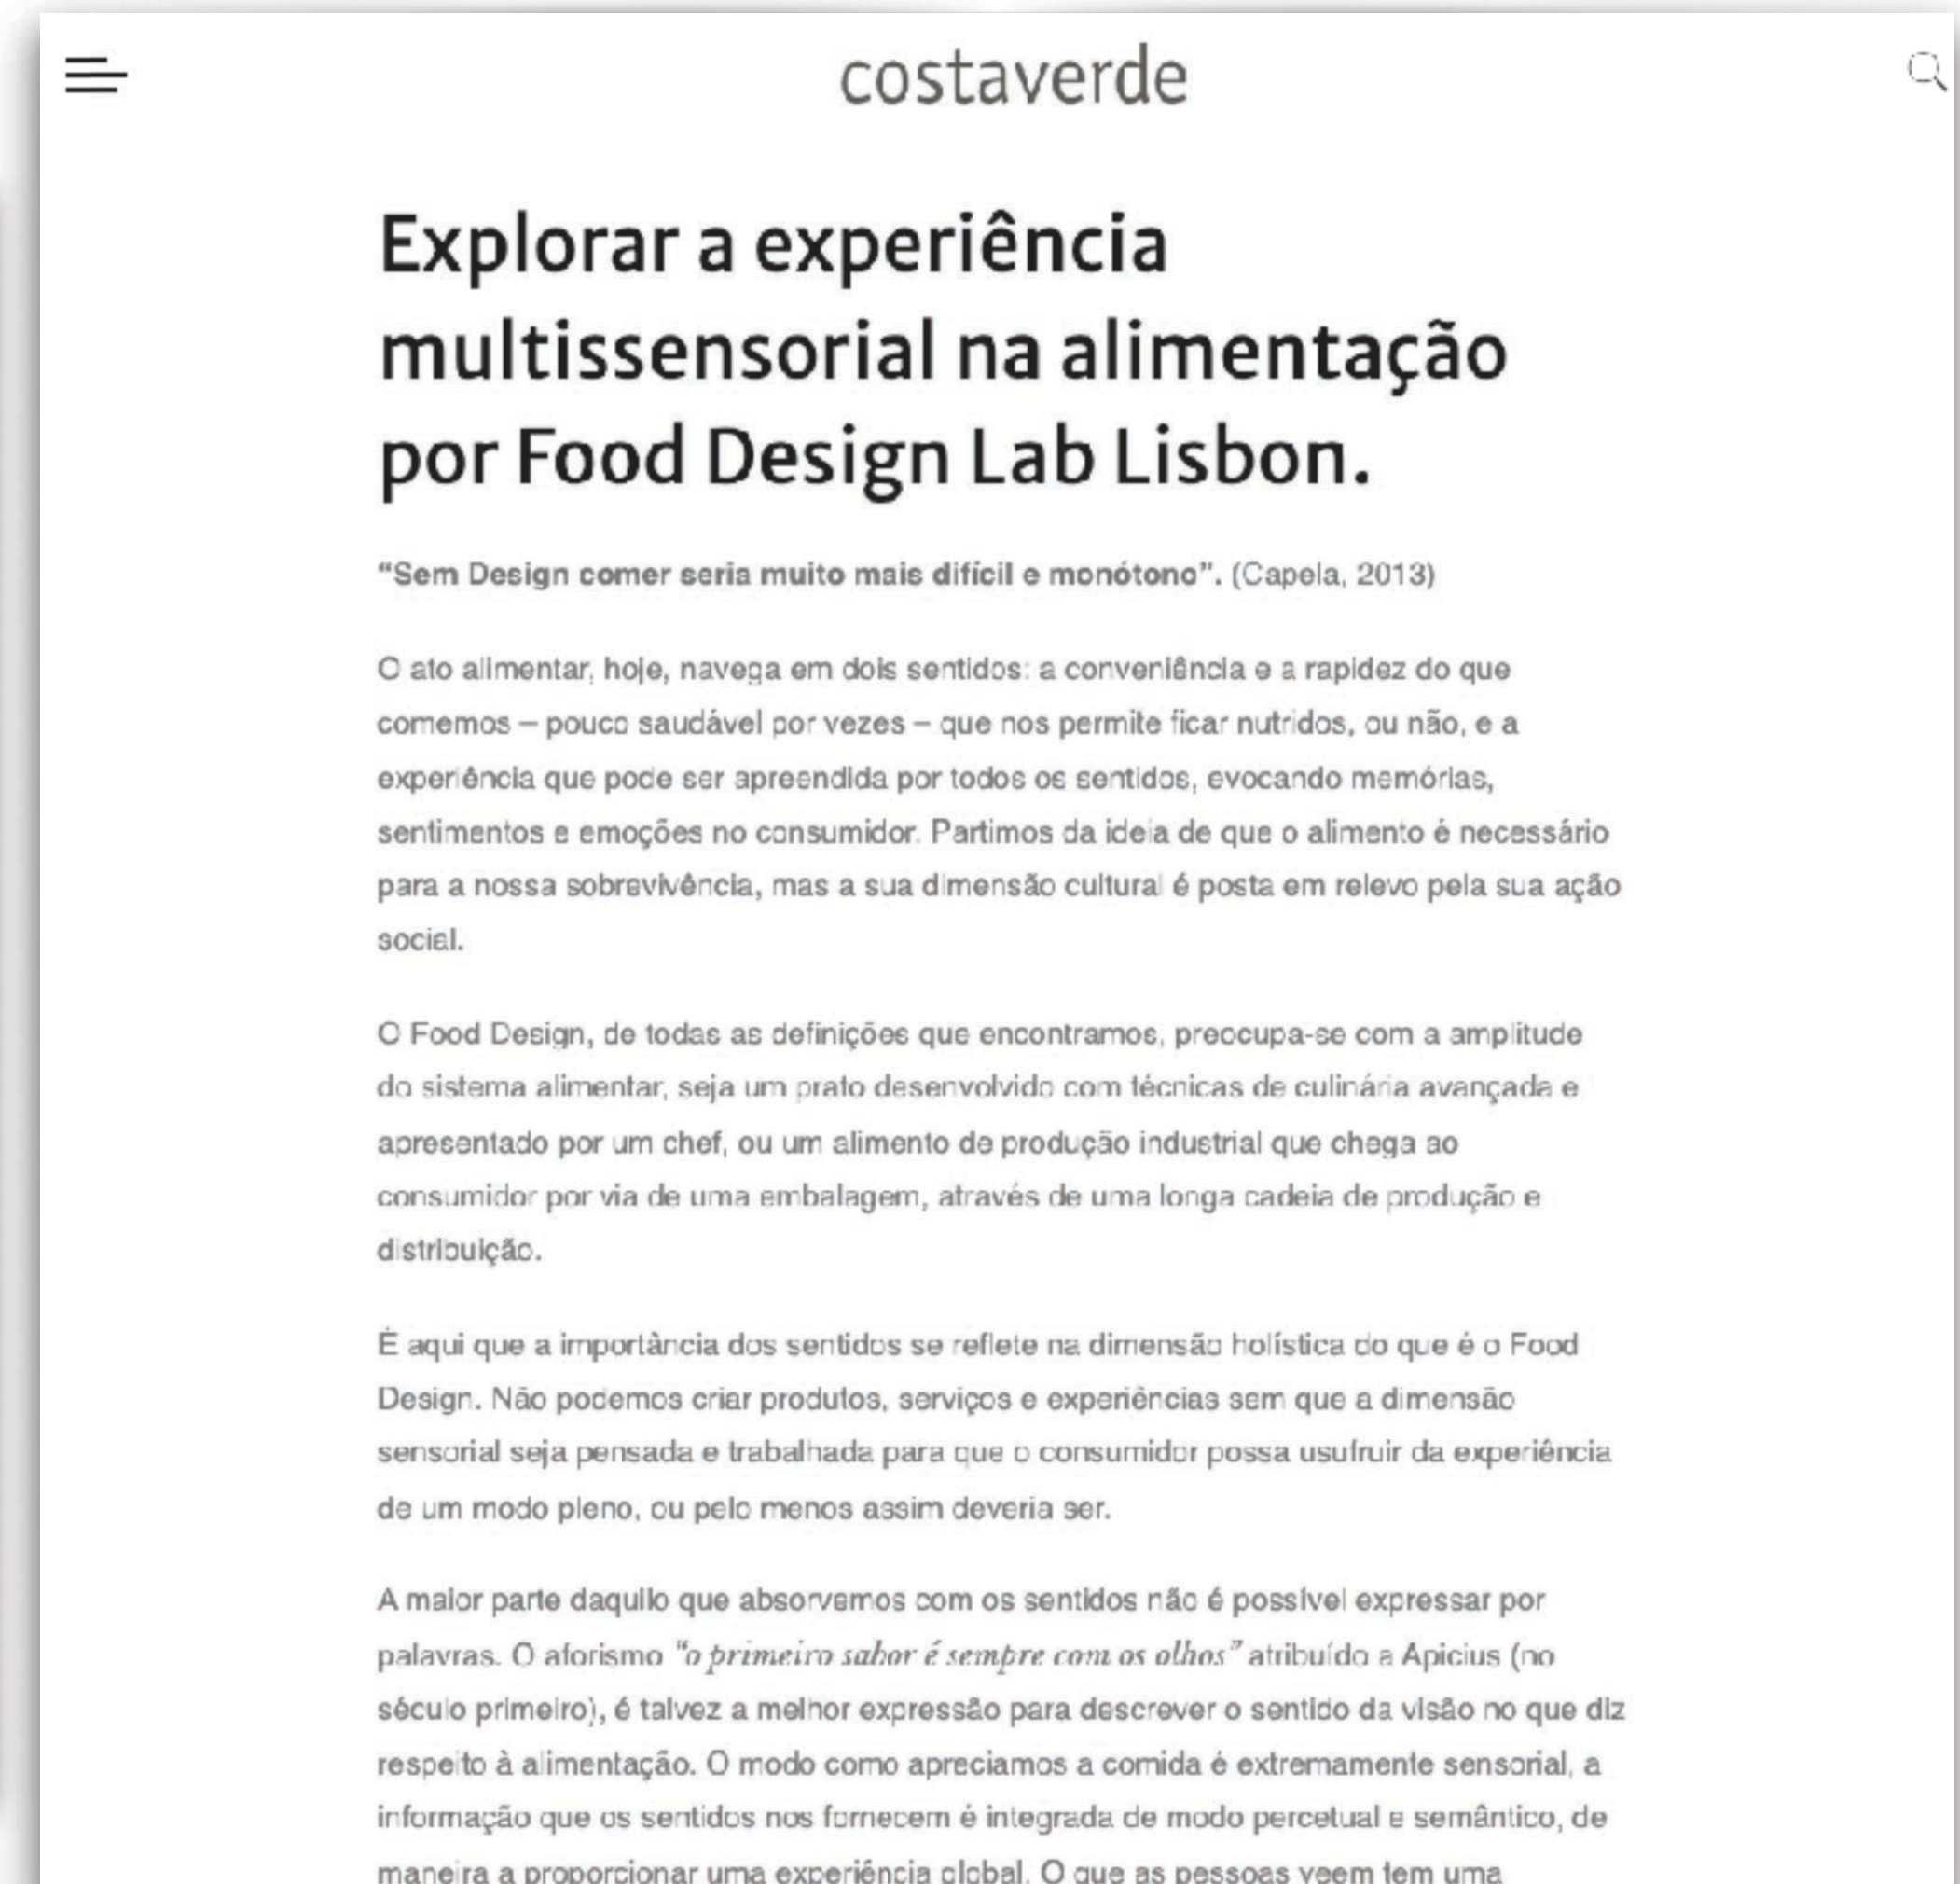 costaverde
Explorar a experiência
multissensorial na alimentação
por Food Design Lab Lisbon.
“Sem Design comer seria muito mais difícil e monótono”. (Capela, 2013)
O ato alimentar, hoje, navega em dois sentidos: a conveniência e a rapidez do que
comemos – pouco saudável por vezes – que nos permite ficar nutridos, ou não, e a
experiência que pode ser apreendida por todos os sentidos, evocando memórias,
sentimentos e emoções no consumidor. Partimos da ideia de que o alimento é necessário
para a nossa sobrevivência, mas a sua dimensão cultural é posta em relevo pela sua ação
social.
O Food Design, de todas as definições que encontramos, preocupa-se com a amplitude
do sistema alimentar, seja um prato desenvolvido com técnicas de culinária avançada e
apresentado por um chef, ou um alimento de produção industrial que chega ao
consumidor por via de uma embalagem, através de uma longa cadeia de produção e
distribuição.
É aqui que a importância dos sentidos se reflete na dimensão holística do que é o Food
Design. Não podemos criar produtos, serviços e experiências sem que a dimensão
sensorial seja pensada e trabalhada para que o consumidor possa usufruir da experiência
de um modo pleno, ou pelo menos assim deveria ser.
A maior parte daquilo que absorvemos com os sentidos não é possível expressar por
palavras. O aforismo “o primeiro sabor é sempre com os olhos” atribuído a Apicius (no
século primeiro), é talvez a melhor expressão para descrever o sentido da visão no que diz
respeito à alimentação. O modo como apreciamos a comida é extremamente sensorial, a
informação que os sentidos nos fornecem é integrada de modo percetual e semântico, de
maneira a proporcionar uma experiência global. O que as pessoas veem tem uma